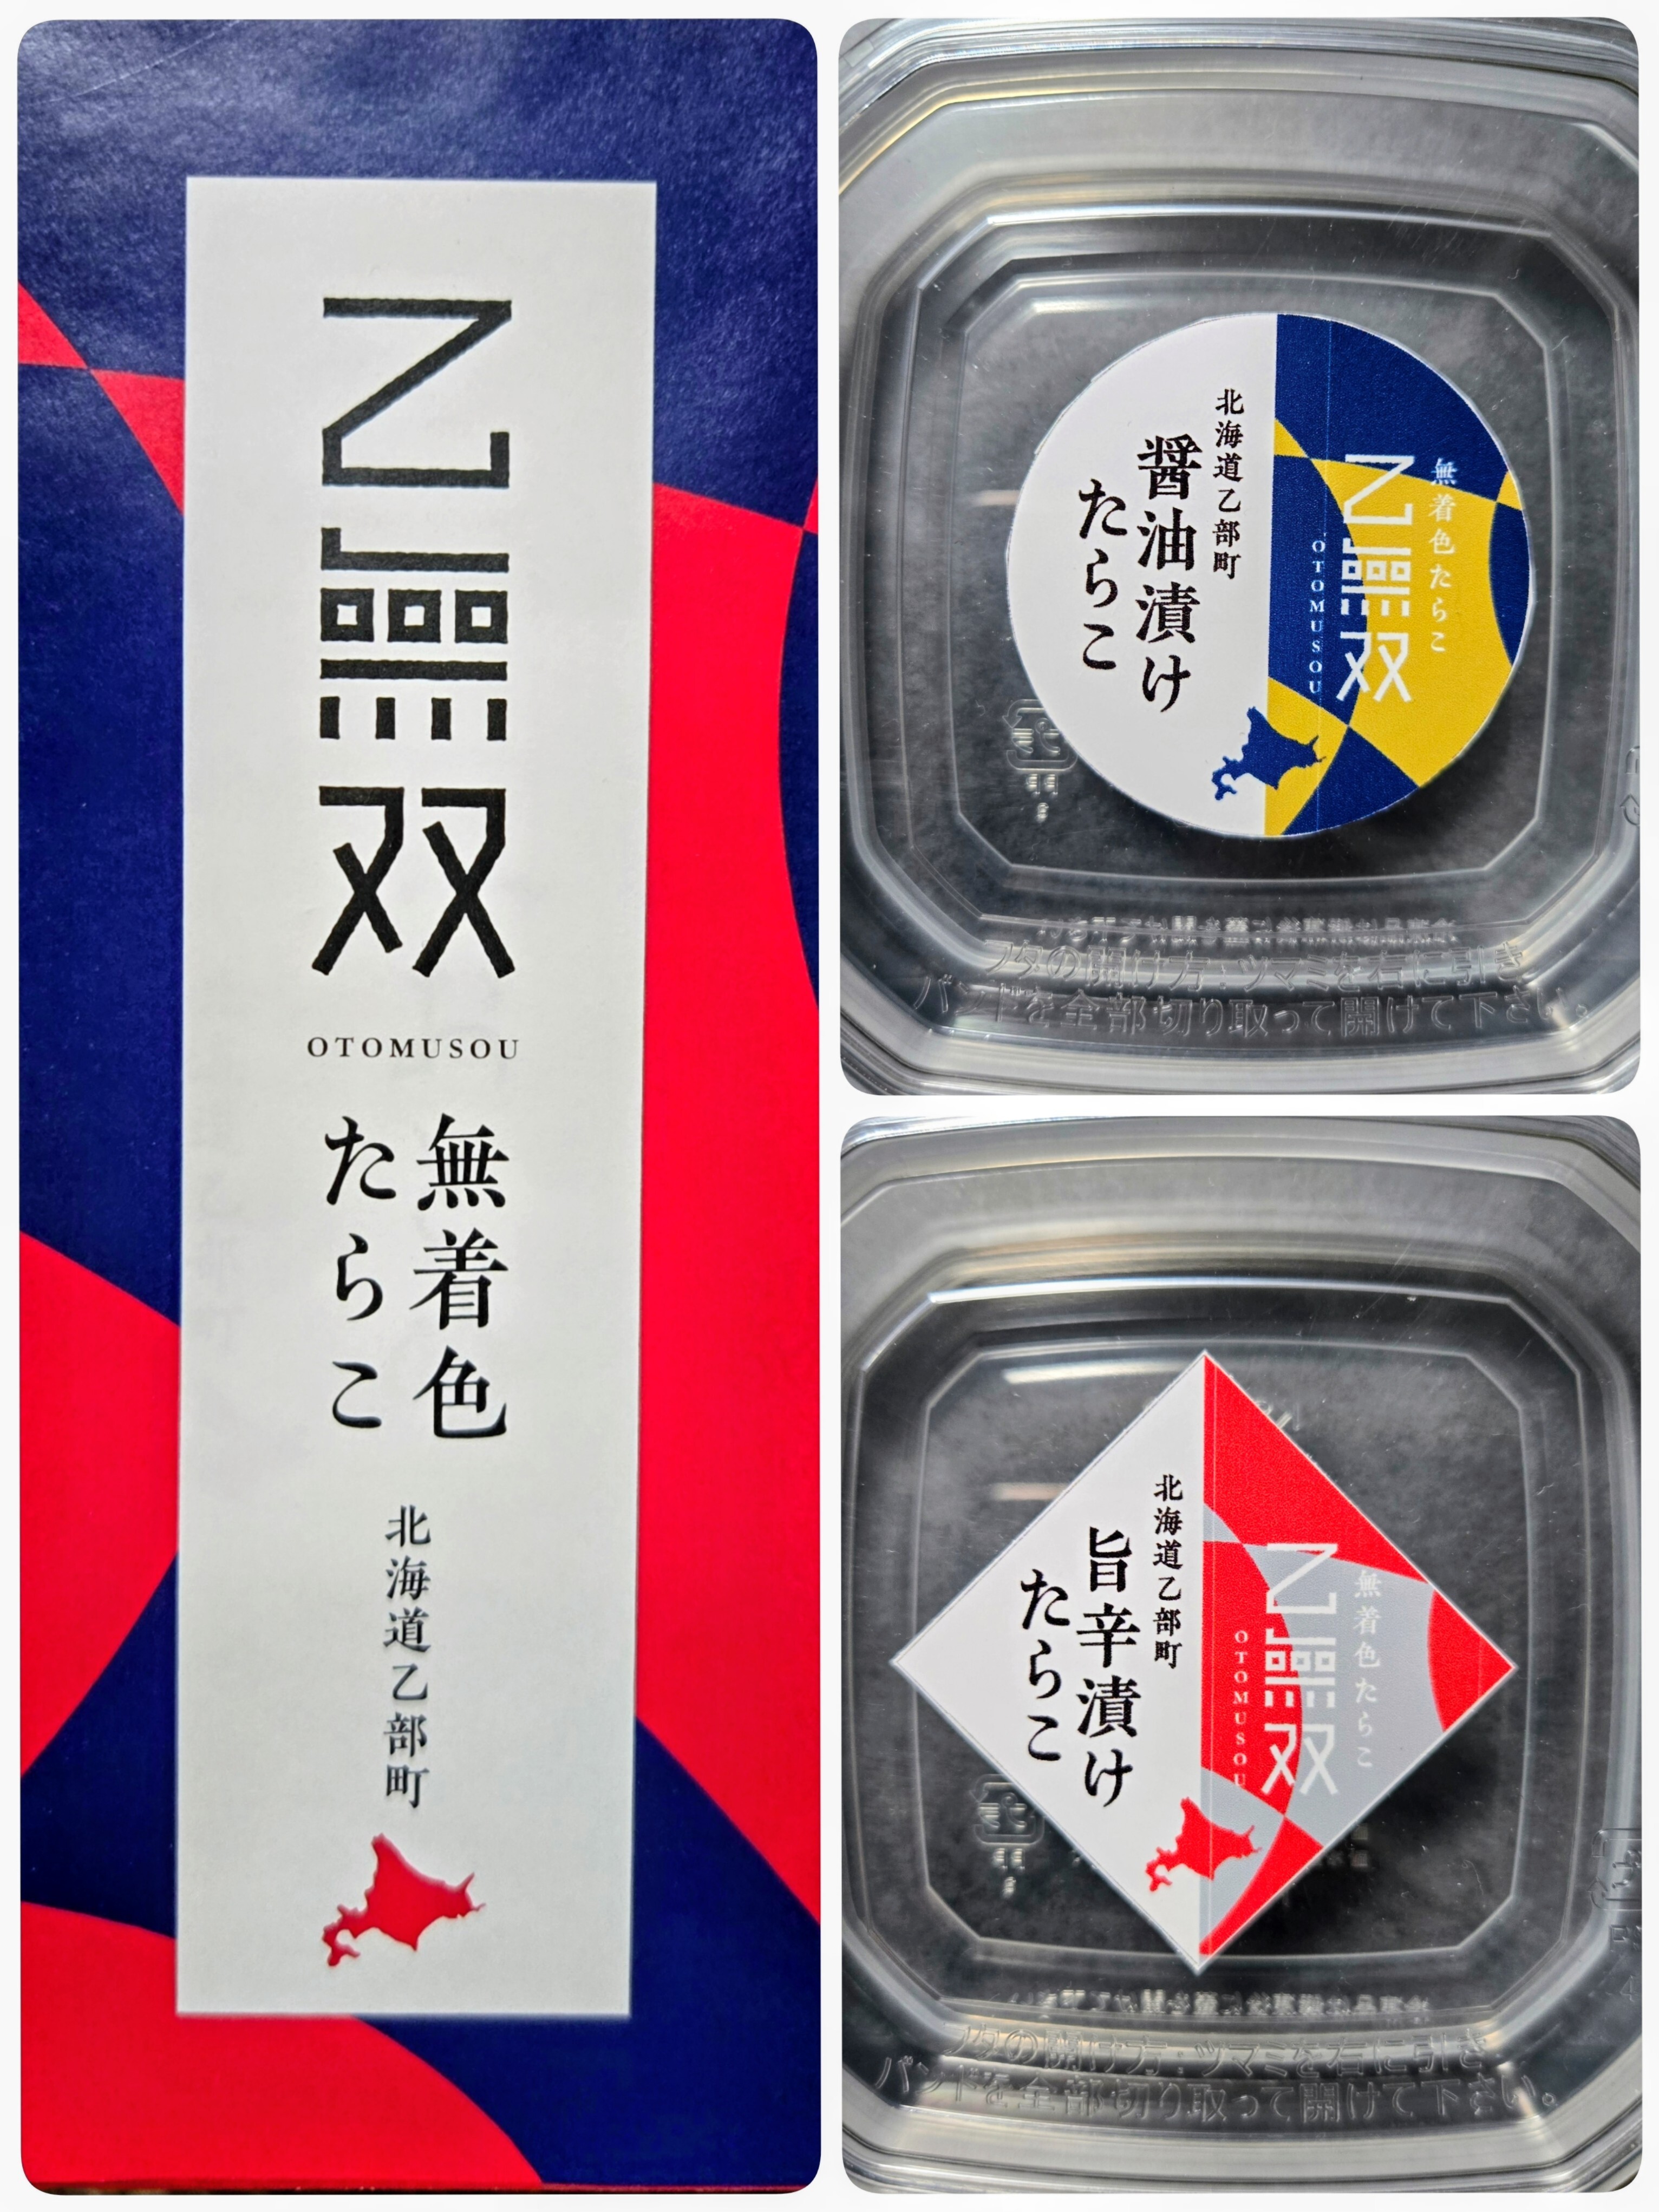 乙無双
OTOMUSOU
無着色
たらこ
北海道乙部町
無着色たらこ
乙無双
OTOMUSOU
北海道乙部町
醤油漬け
たらこ
フタの開け方:ツマミを右に引き
バンドを全部切り取って開けて下さい。
無着色たらこ
乙無双
OTOMUSOU
北海道乙部町
旨辛漬け
たらこ
フタの開け方:ツマミを右に引き
バンドを全部切り取って開けて下さい。